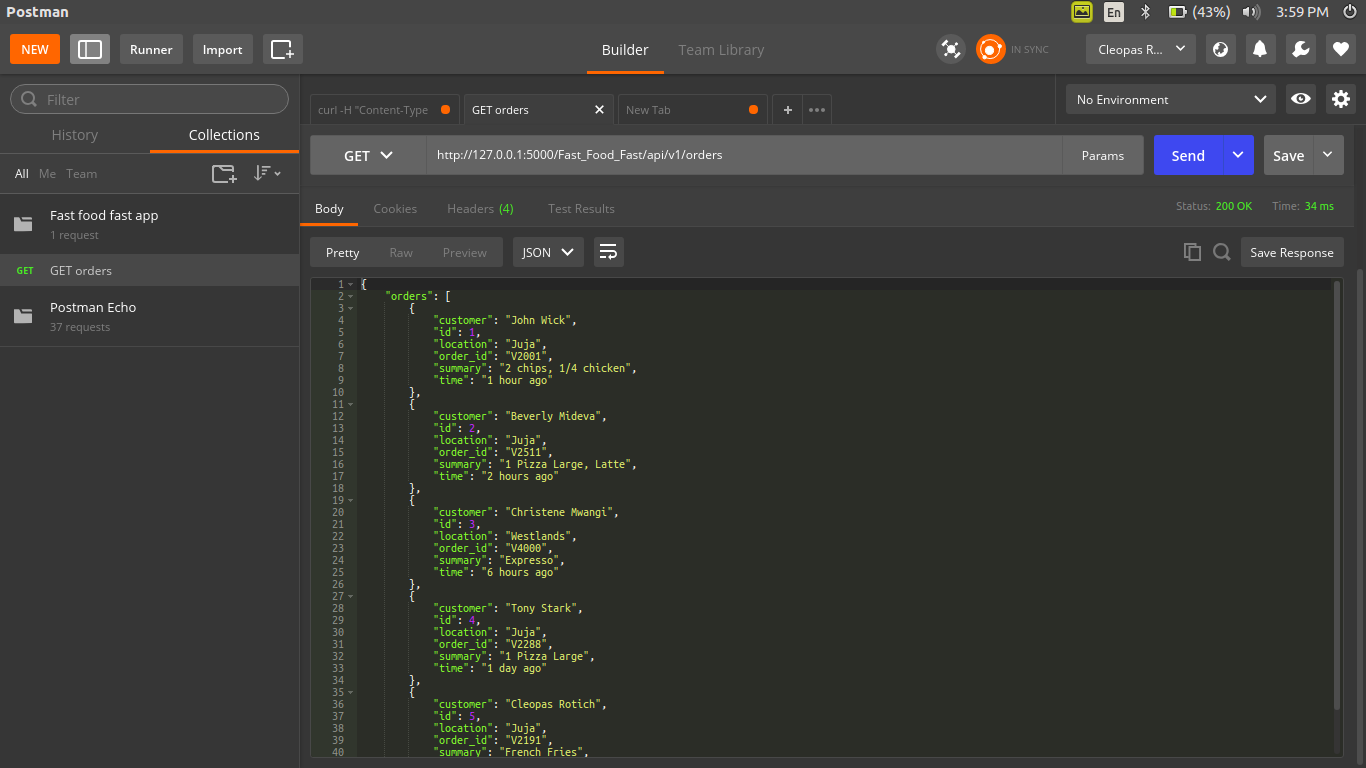 Postman
En
(43%)
3:59 PM
NEW
Runner
Import
Builder
Team Library
IN SYNC
Cleopas R...
Filter
History
Collections
All
Me
Team
Fast food fast app
1 request
GET
GET orders
Postman Echo
37 requests
curl -H "Content-Type
GET orders
New Tab
No Environment
GET
http://127.0.0.1:5000/Fast_Food_Fast/api/v1/orders
Params
Send
Save
Body
Cookies
Headers (4)
Test Results
Status: 200 OK
Time: 34 ms
Pretty
Raw
Preview
JSON
Save Response
1 {
2 "orders": [
3 {
4 "customer": "John Wick",
5 "id": 1,
6 "location": "Juja",
7 "order_id": "V2001",
8 "summary": "2 chips, 1/4 chicken",
9 "time": "1 hour ago"
10 },
11 {
12 "customer": "Beverly Mideva",
13 "id": 2,
14 "location": "Juja",
15 "order_id": "V2511",
16 "summary": "1 Pizza Large, Latte",
17 "time": "2 hours ago"
18 },
19 {
20 "customer": "Christene Mwangi",
21 "id": 3,
22 "location": "Westlands",
23 "order_id": "V4000",
24 "summary": "Expresso",
25 "time": "6 hours ago"
26 },
27 {
28 "customer": "Tony Stark",
29 "id": 4,
30 "location": "Juja",
31 "order_id": "V2288",
32 "summary": "1 Pizza Large",
33 "time": "1 day ago"
34 },
35 {
36 "customer": "Cleopas Rotich",
37 "id": 5,
38 "location": "Juja",
39 "order_id": "V2191",
40 "summary": "French Fries",